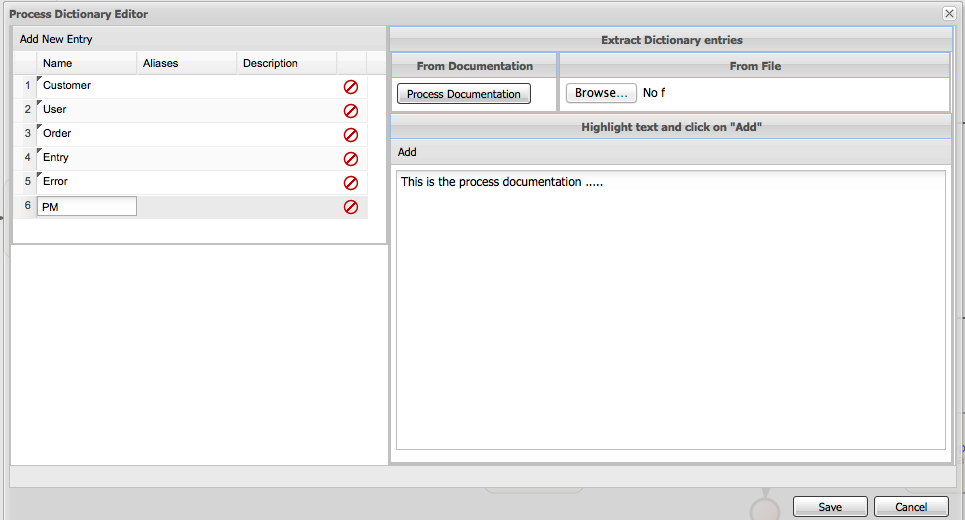 Process Dictionary Editor
Add New Entry
Name Aliases Description
1 Customer
2 User
3 Order
4 Entry
5 Error
6 PM
Extract Dictionary entries
From Documentation
Process Documentation
From File
Browse... No f
Highlight text and click on "Add"
Add
This is the process documentation .....
Save Cancel